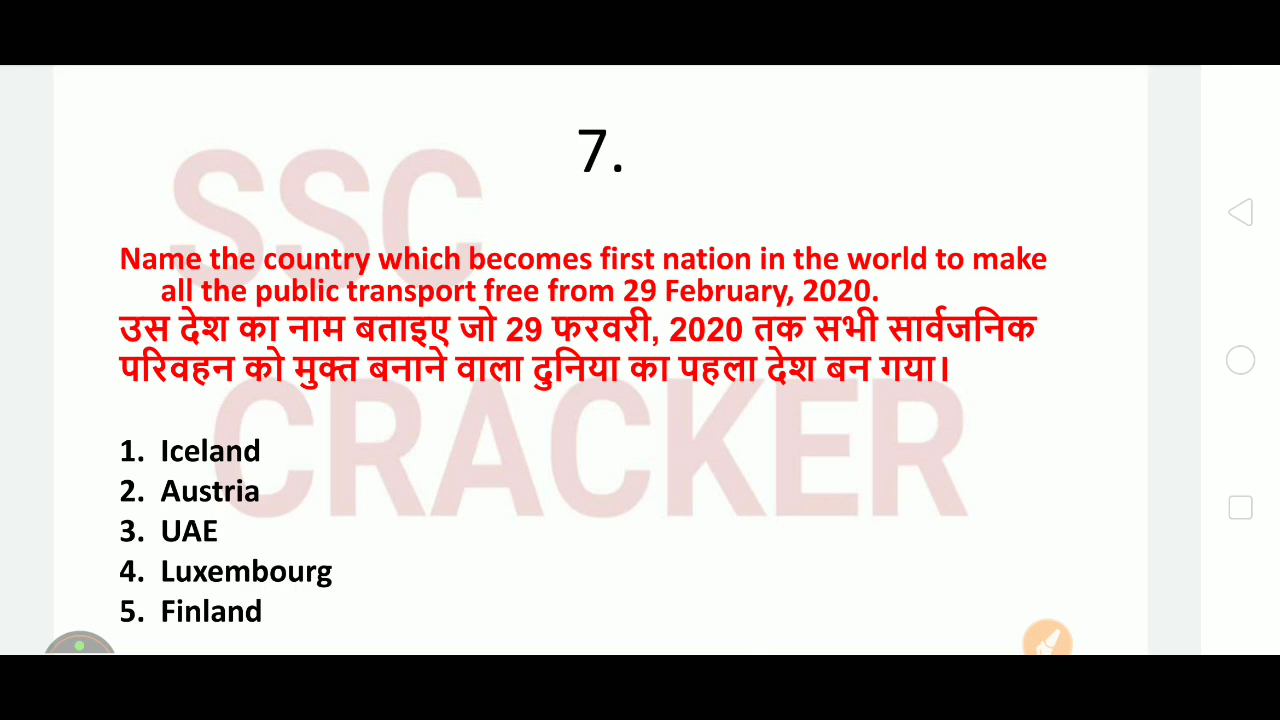 7.
SSC
CRACKER
Name the country which becomes first nation in the world to make
all the public transport free from 29 February, 2020.
उस देश का नाम बताइए जो 29 फरवरी, 2020 तक सभी सार्वजनिक
परिवहन को मुक्त बनाने वाला दुनिया का पहला देश बन गया।
1. Iceland
2. Austria
3. UAE
4. Luxembourg
5. Finland